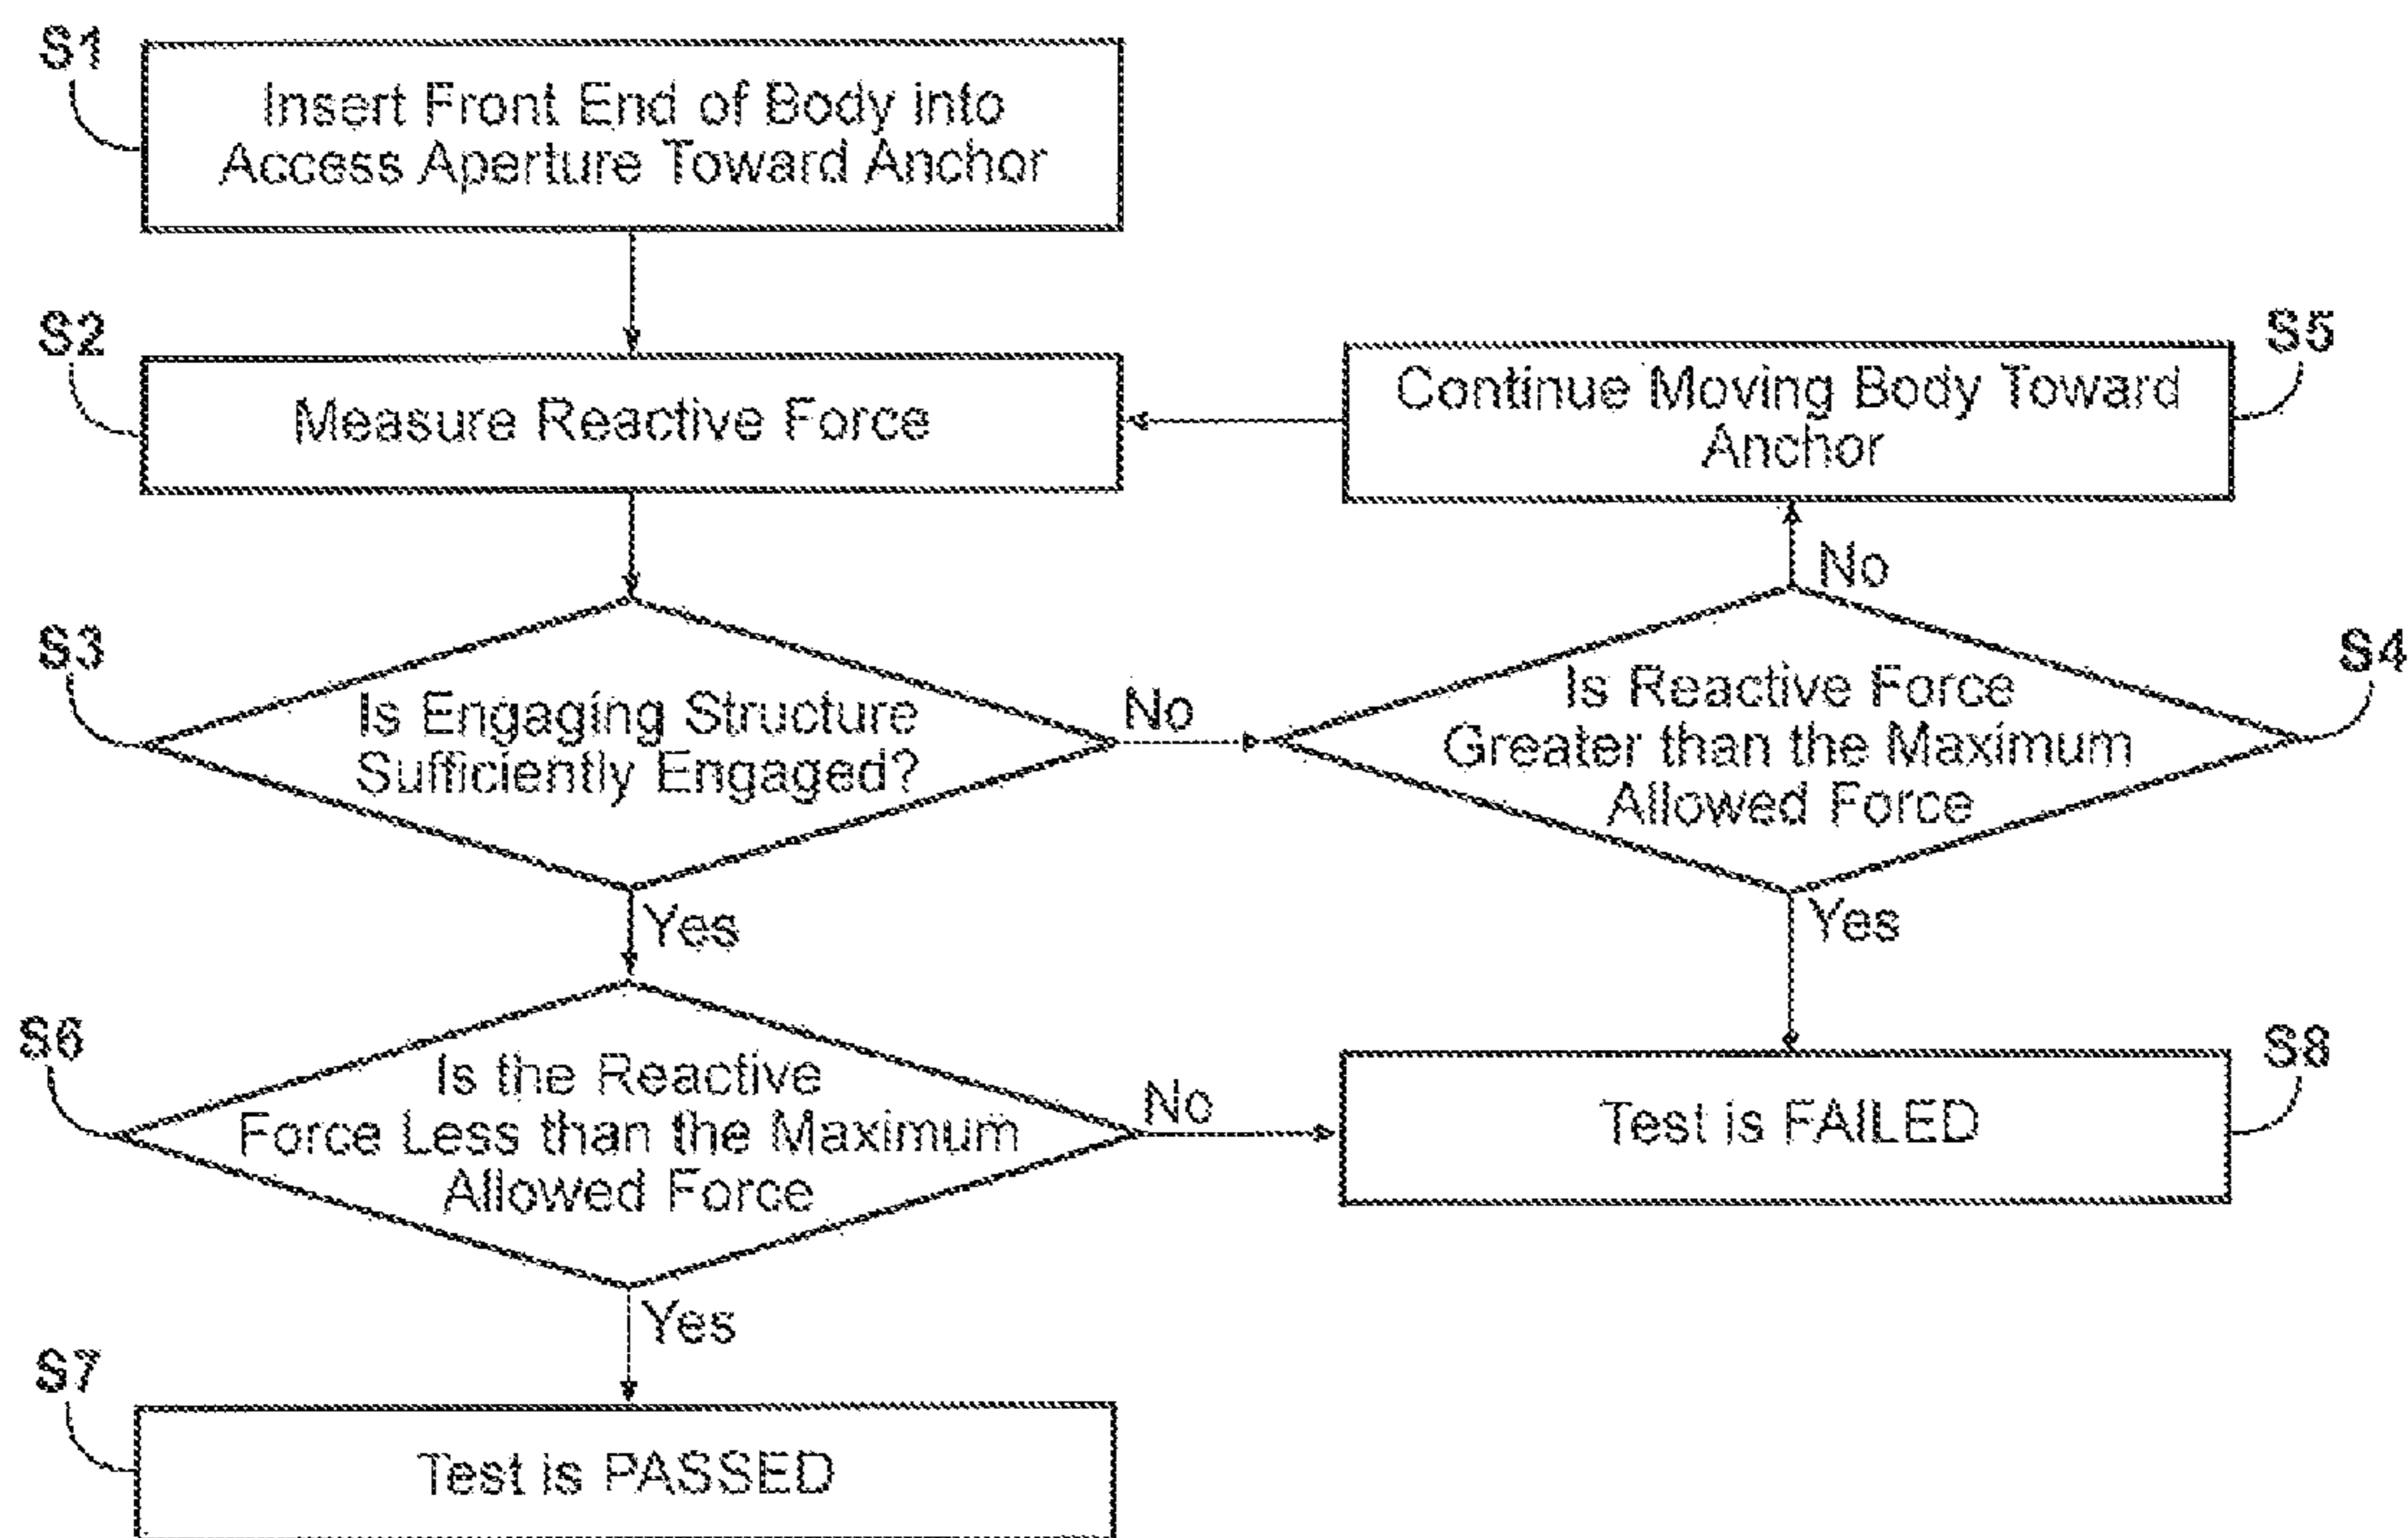 S1
Insert Front End of Body into
Access Aperture Toward Anchor
S2
Measure Reactive Force
S5
Continue Moving Body Toward
Anchor
No
S3
Is Engaging Structure
Sufficiently Engaged?
No
S4
Is Reactive Force
Greater than the Maximum
Allowed Force
Yes
Yes
S6
Is the Reactive
Force Less than the Maximum
Allowed Force
No
S8
Test is FAILED
Yes
S7
Test is PASSED